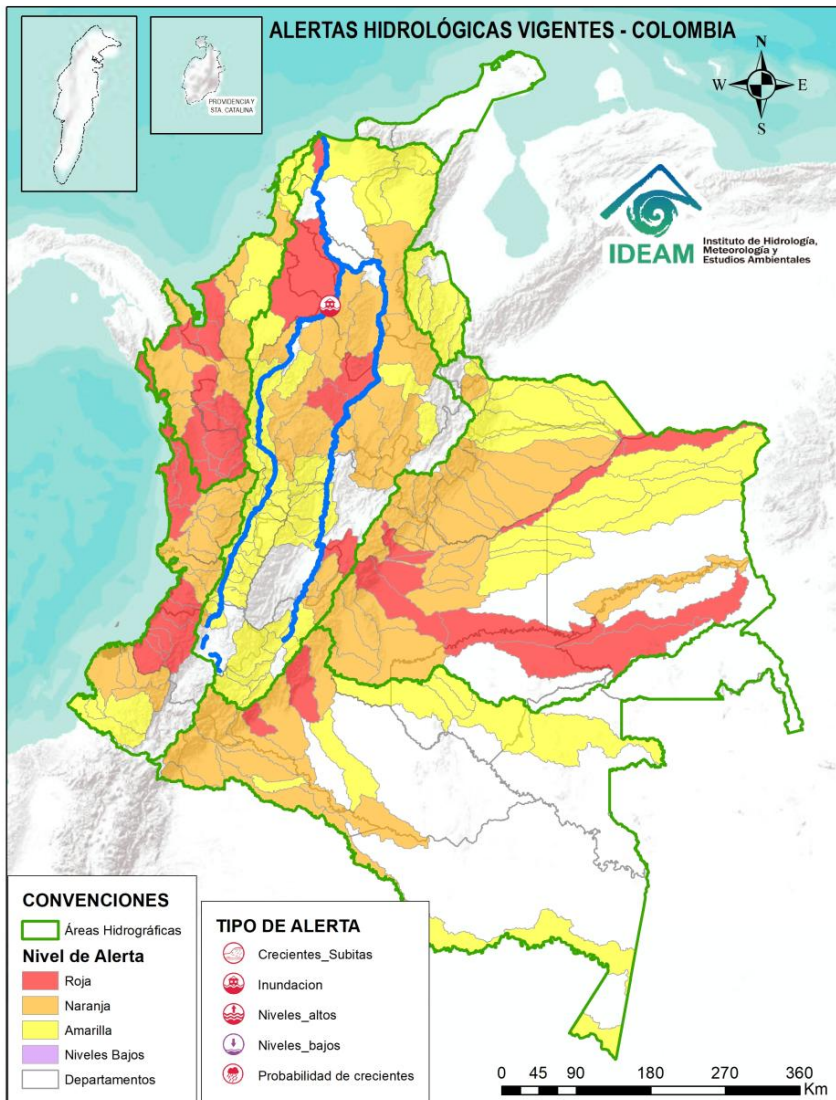 ALERTAS HIDROLÓGICAS VIGENTES - COLOMBIA
PROVIDENCIA Y
STA. CATALINA
N
W
E
S
IDEAM
Instituto de Hidrología,
Meteorología y
Estudios Ambientales
CONVENCIONES
Áreas Hidrográficas
Nivel de Alerta
Roja
Naranja
Amarilla
Niveles Bajos
Departamentos
TIPO DE ALERTA
Crecientes_Subitas
Inundacion
Niveles_altos
Niveles_bajos
Probabilidad de crecientes
0 45 90 180 270 360
Km